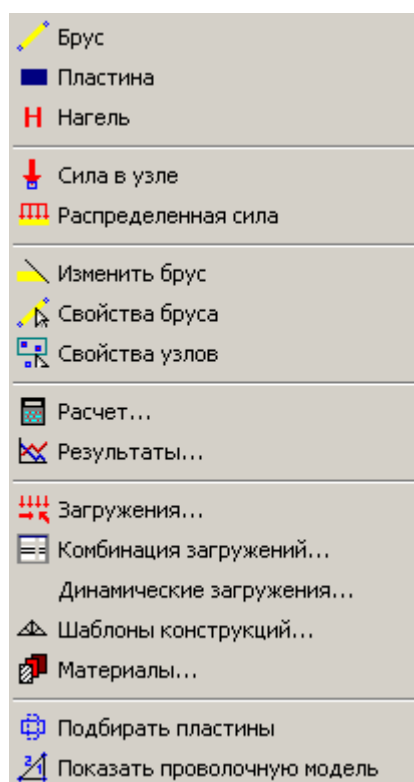 Брус
Пластина
Нагель
Сила в узле
Распределенная сила
Изменить брус
Свойства бруса
Свойства узлов
Расчет...
Результаты...
Загружения...
Комбинация загружений...
Динамические загружения...
Шаблоны конструкций...
Материалы...
Подбирать пластины
Показать проволочную модель